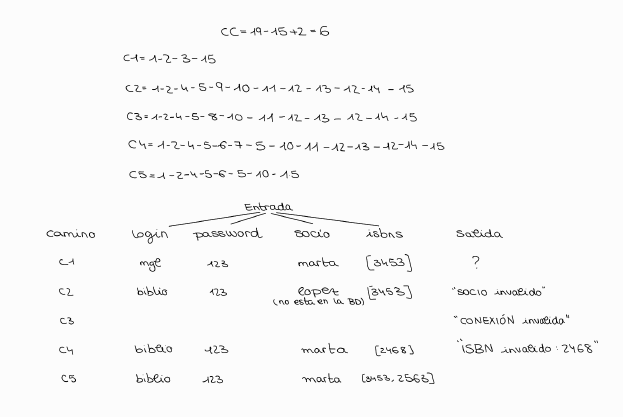 CC = 19-15+2 = 6
C1= 1-2-3-15
C2= 1-2-4-5-9-10-11-12-13-12-14-15
C3= 1-2-4-5-8-10-11-12-13-12-14-15
C4= 1-2-4-5-6-7-5-10-11-12-13-12-14-15
C5= 1-2-4-5-6-5-10-15
Entrada
camino login password socio isbns Salida
C1 mgl 123 marta [3453] ?
C2 biblio 123 lopez [3453] "SOCIO invalido"
(no esta en la BD)
C3 "CONEXIÓN invalida"
C4 biblio 123 marta [2468] "ISBN invalido: 2468"
C5 biblio 123 marta [3453, 2563]